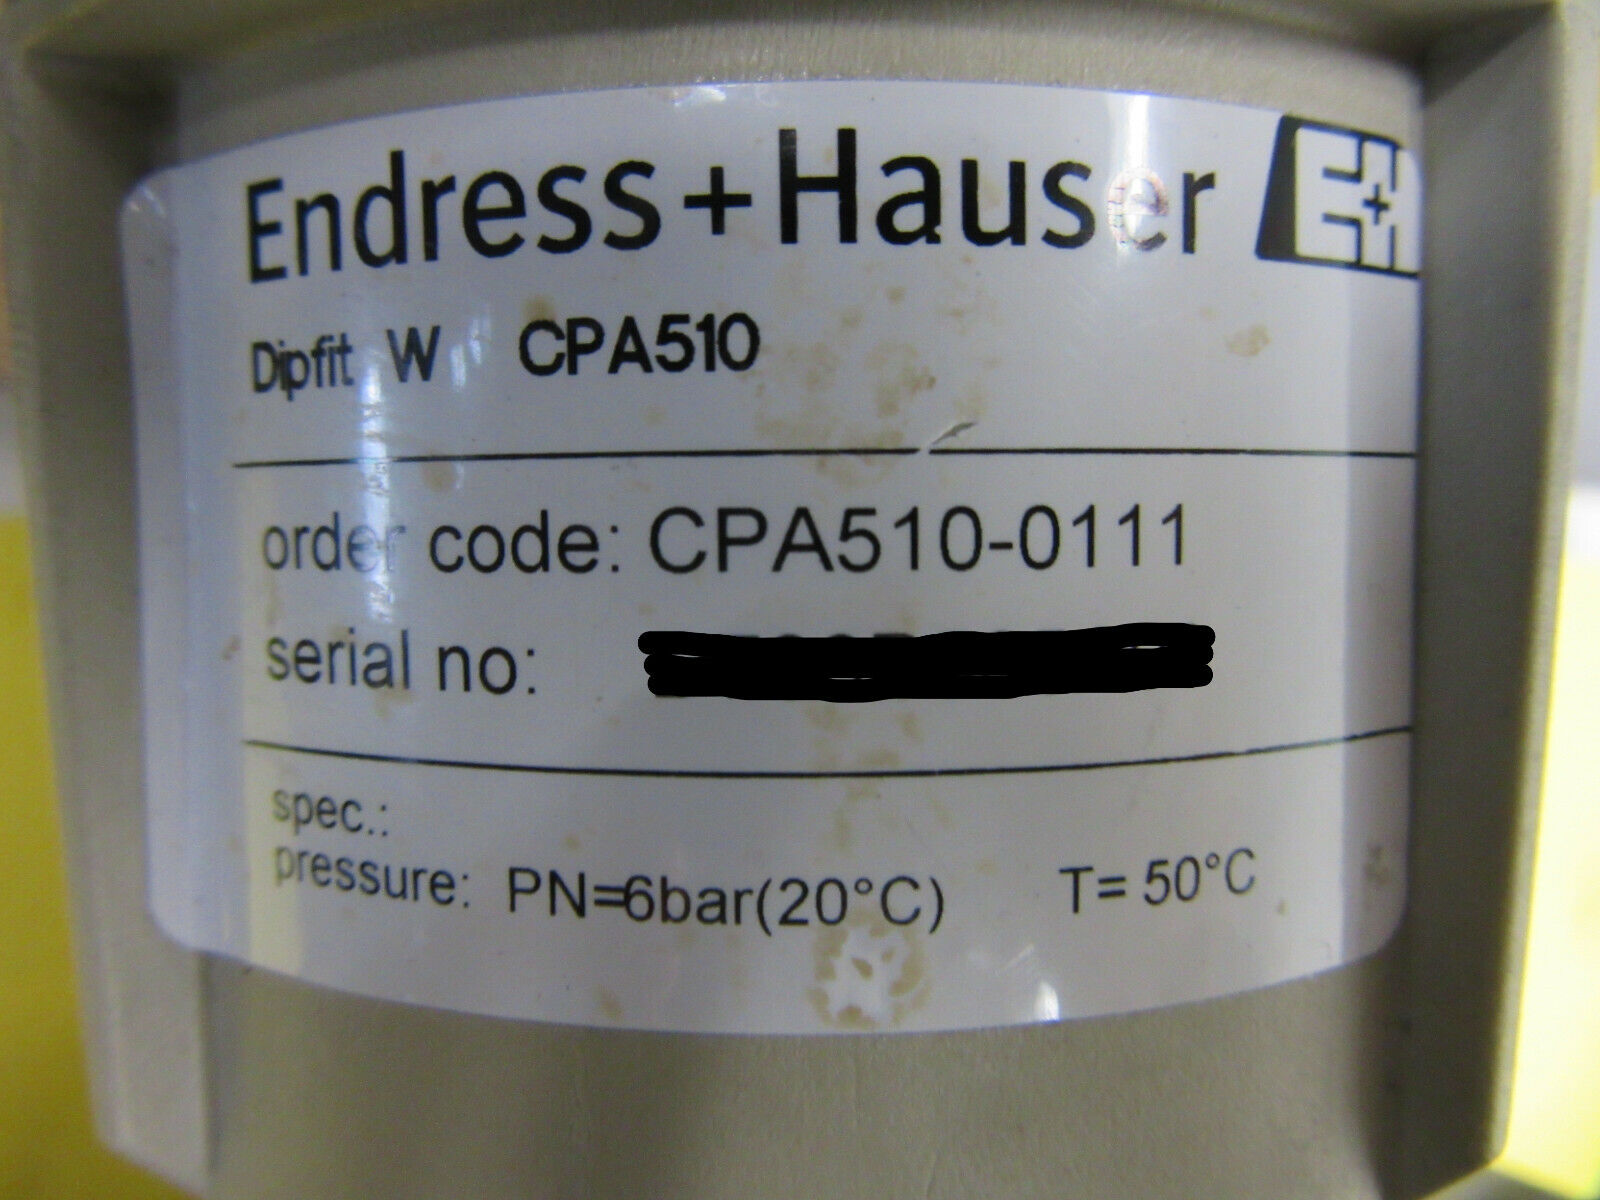 Endress+Hauser E+H
Dipfit W CPA510
order code: CPA510-0111
serial no:
spec.:
pressure: PN=6bar(20°C) T= 50°C